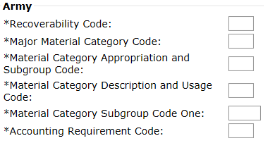 Army
*Recoverability Code:
*Major Material Category Code:
*Material Category Appropriation and
Subgroup Code:
*Material Category Description and Usage
Code:
*Material Category Subgroup Code One:
*Accounting Requirement Code: